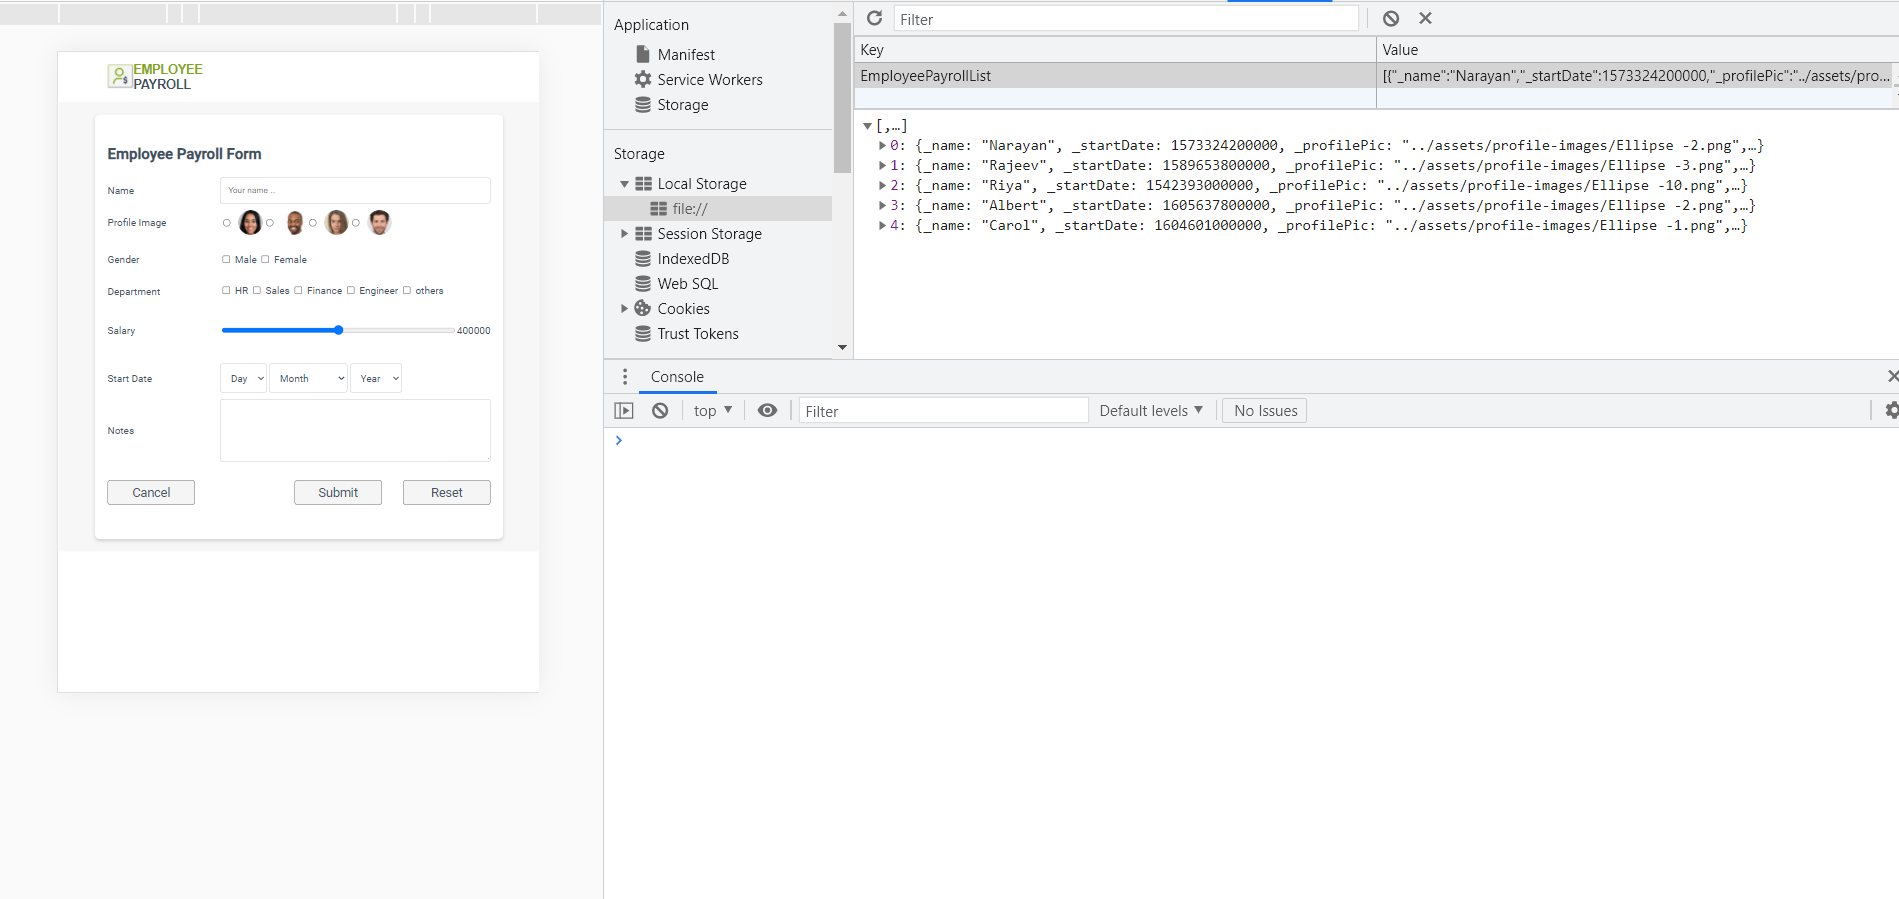 EMPLOYEE
PAYROLL
Employee Payroll Form
Name
Your name ..
Profile Image
Gender
Male Female
Department
HR Sales Finance Engineer others
Salary
400000
Start Date
Day Month Year
Notes
Cancel Submit Reset
Application
Manifest
Service Workers
Storage
Storage
Local Storage
file://
Session Storage
IndexedDB
Web SQL
Cookies
Trust Tokens
Filter
Key Value
EmployeePayrollList [{"_name":"Narayan","_startDate":1573324200000,"_profilePic":"../assets/pro...
[,…]
0: {_name: "Narayan", _startDate: 1573324200000, _profilePic: "../assets/profile-images/Ellipse -2.png",…}
1: {_name: "Rajeev", _startDate: 1589653800000, _profilePic: "../assets/profile-images/Ellipse -3.png",…}
2: {_name: "Riya", _startDate: 1542393000000, _profilePic: "../assets/profile-images/Ellipse -10.png",…}
3: {_name: "Albert", _startDate: 1605637800000, _profilePic: "../assets/profile-images/Ellipse -2.png",…}
4: {_name: "Carol", _startDate: 1604601000000, _profilePic: "../assets/profile-images/Ellipse -1.png",…}
Console
top Filter Default levels No Issues